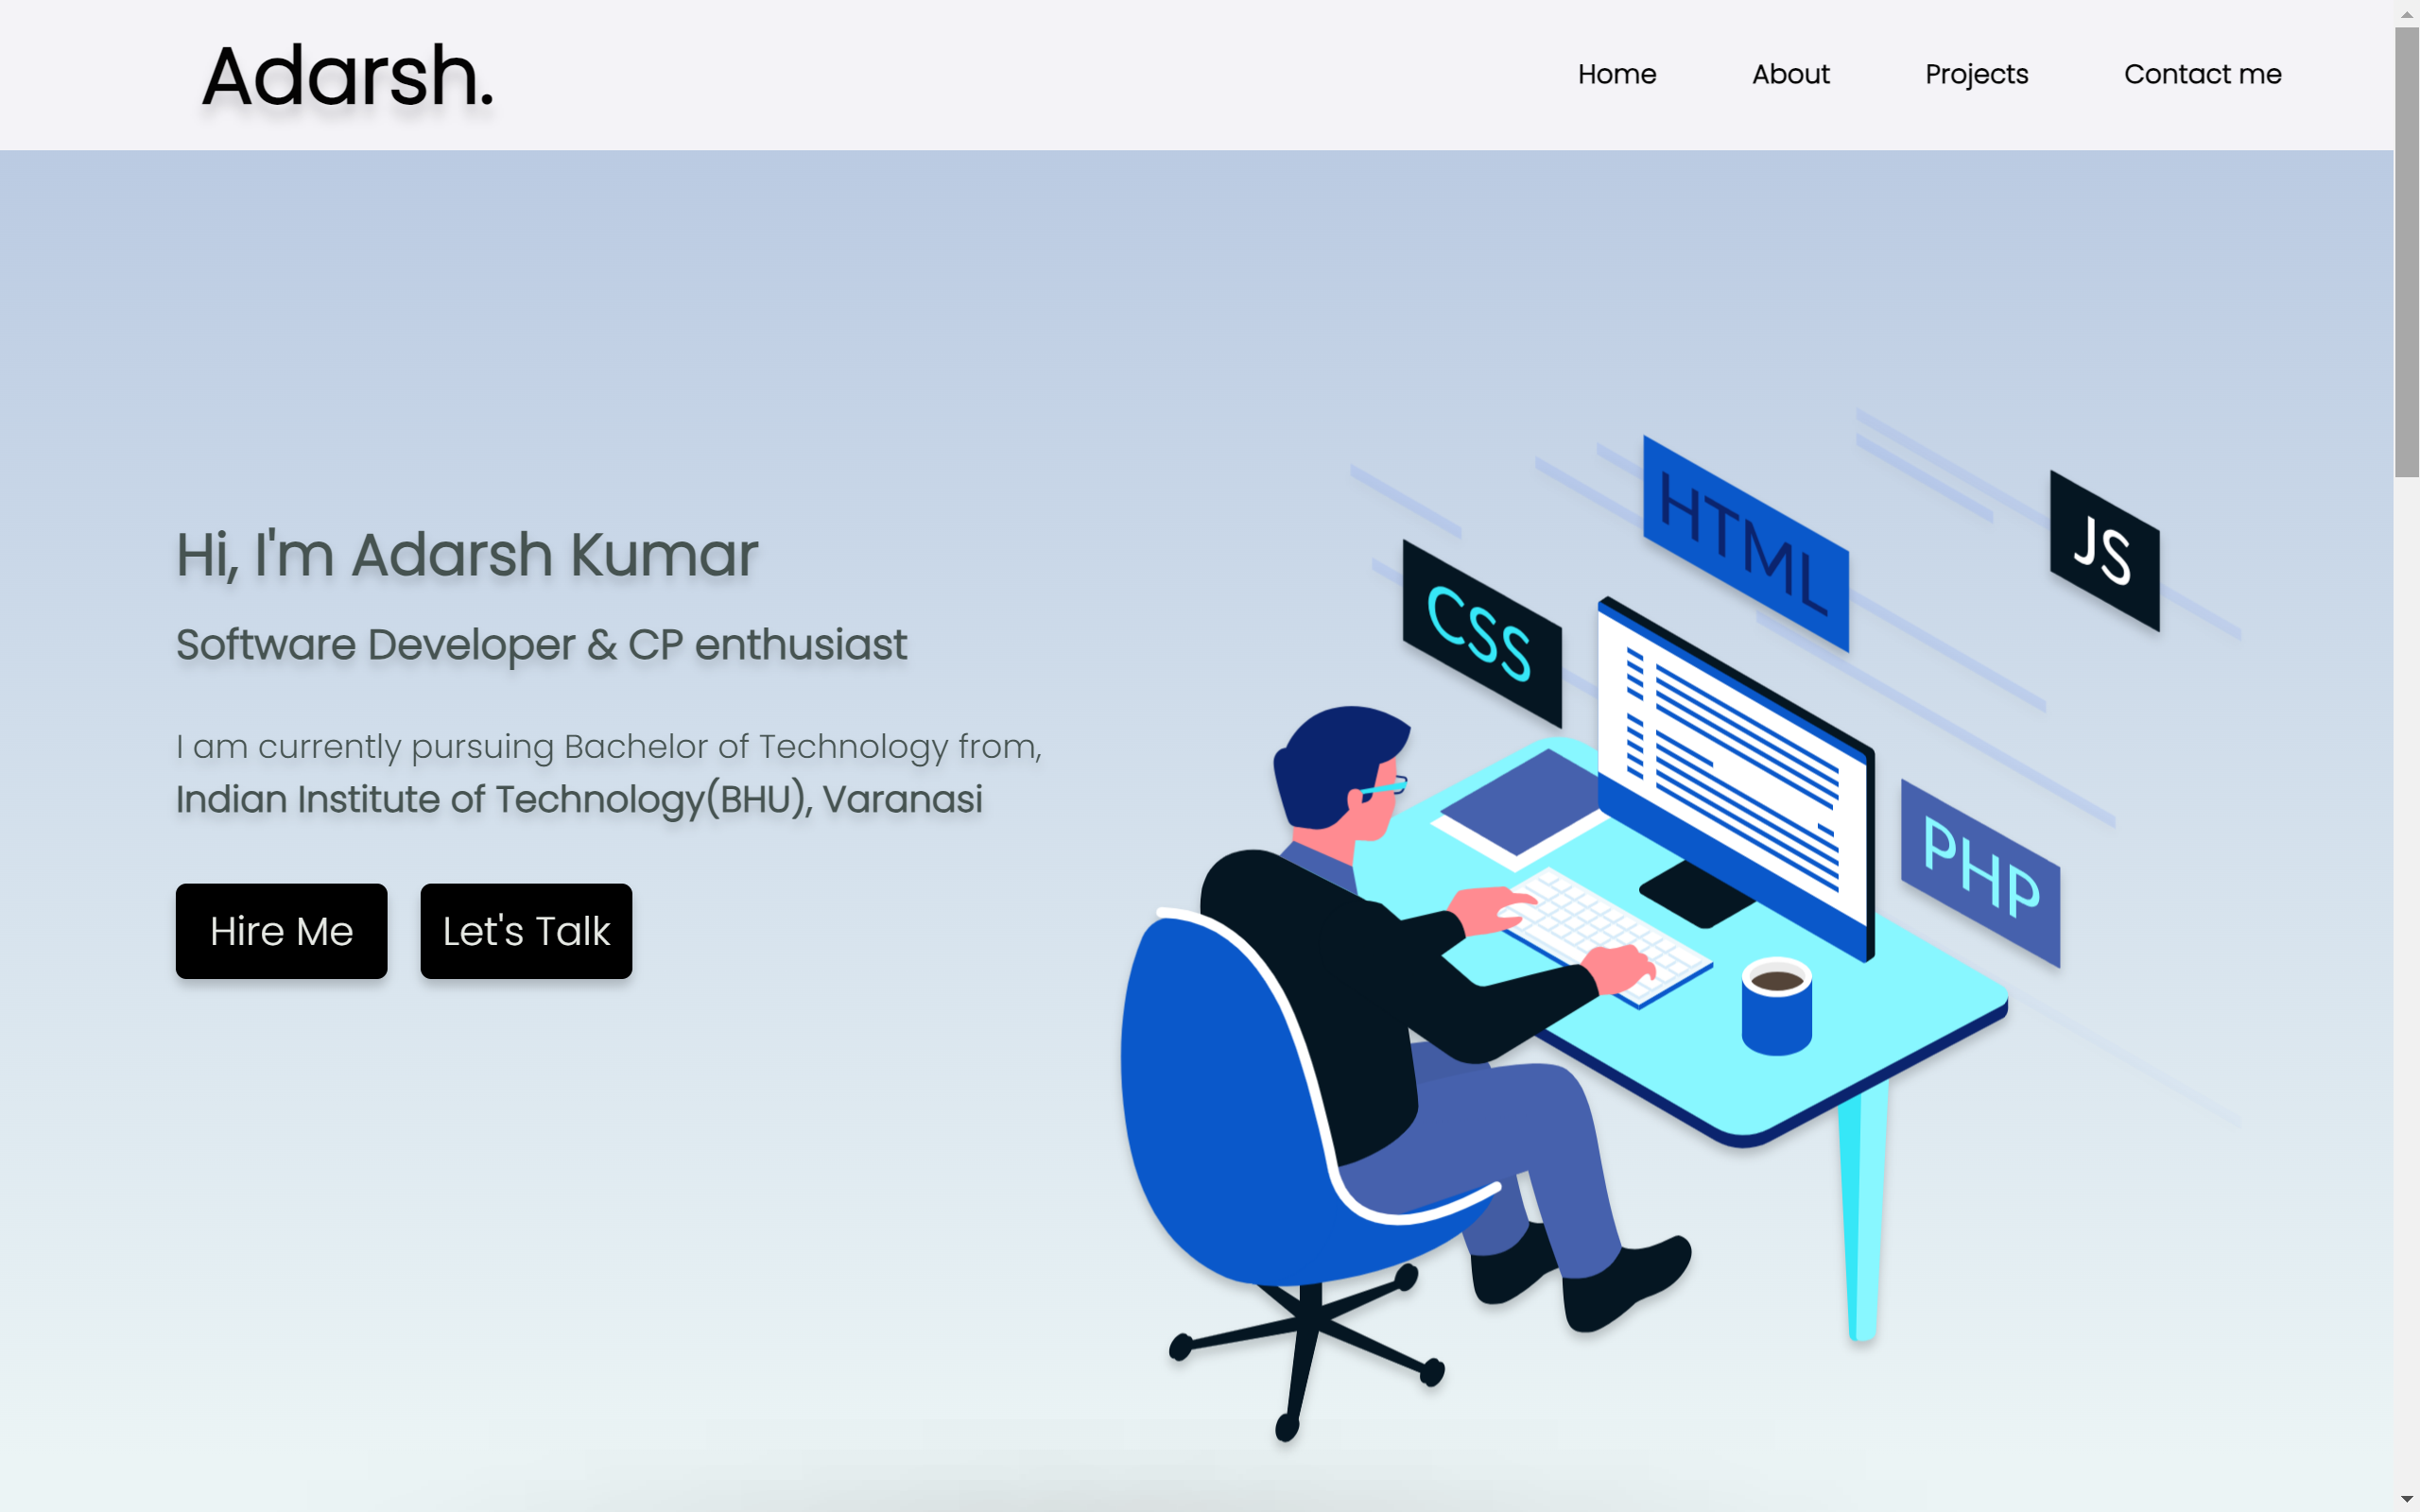 Adarsh.
Home About Projects Contact me
Hi, I'm Adarsh Kumar
Software Developer & CP enthusiast
I am currently pursuing Bachelor of Technology from,
Indian Institute of Technology(BHU), Varanasi
Hire Me Let's Talk
HTML
JS
CSS
PHP